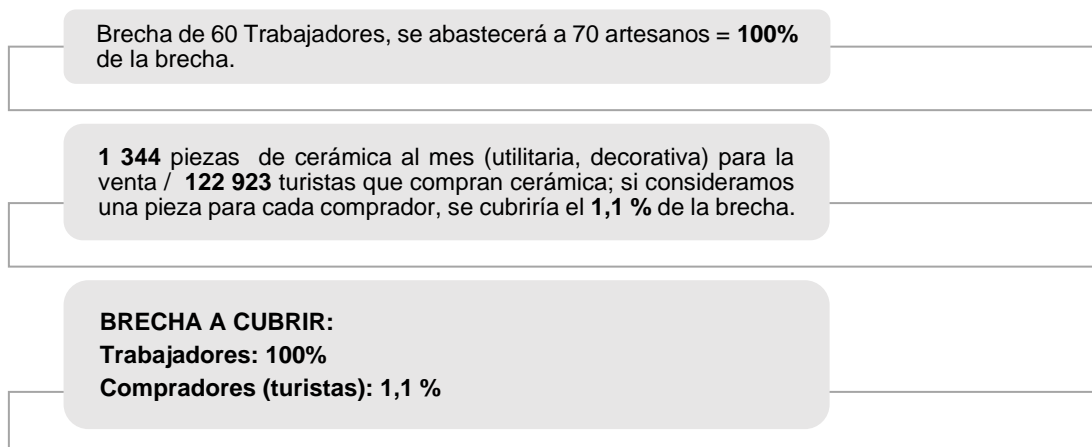 Brecha de 60 Trabajadores, se abastecerá a 70 artesanos = 100%
de la brecha.
1 344 piezas de cerámica al mes (utilitaria, decorativa) para la
venta / 122 923 turistas que compran cerámica; si consideramos
una pieza para cada comprador, se cubriría el 1,1 % de la brecha.
BRECHA A CUBRIR:
Trabajadores: 100%
Compradores (turistas): 1,1 %